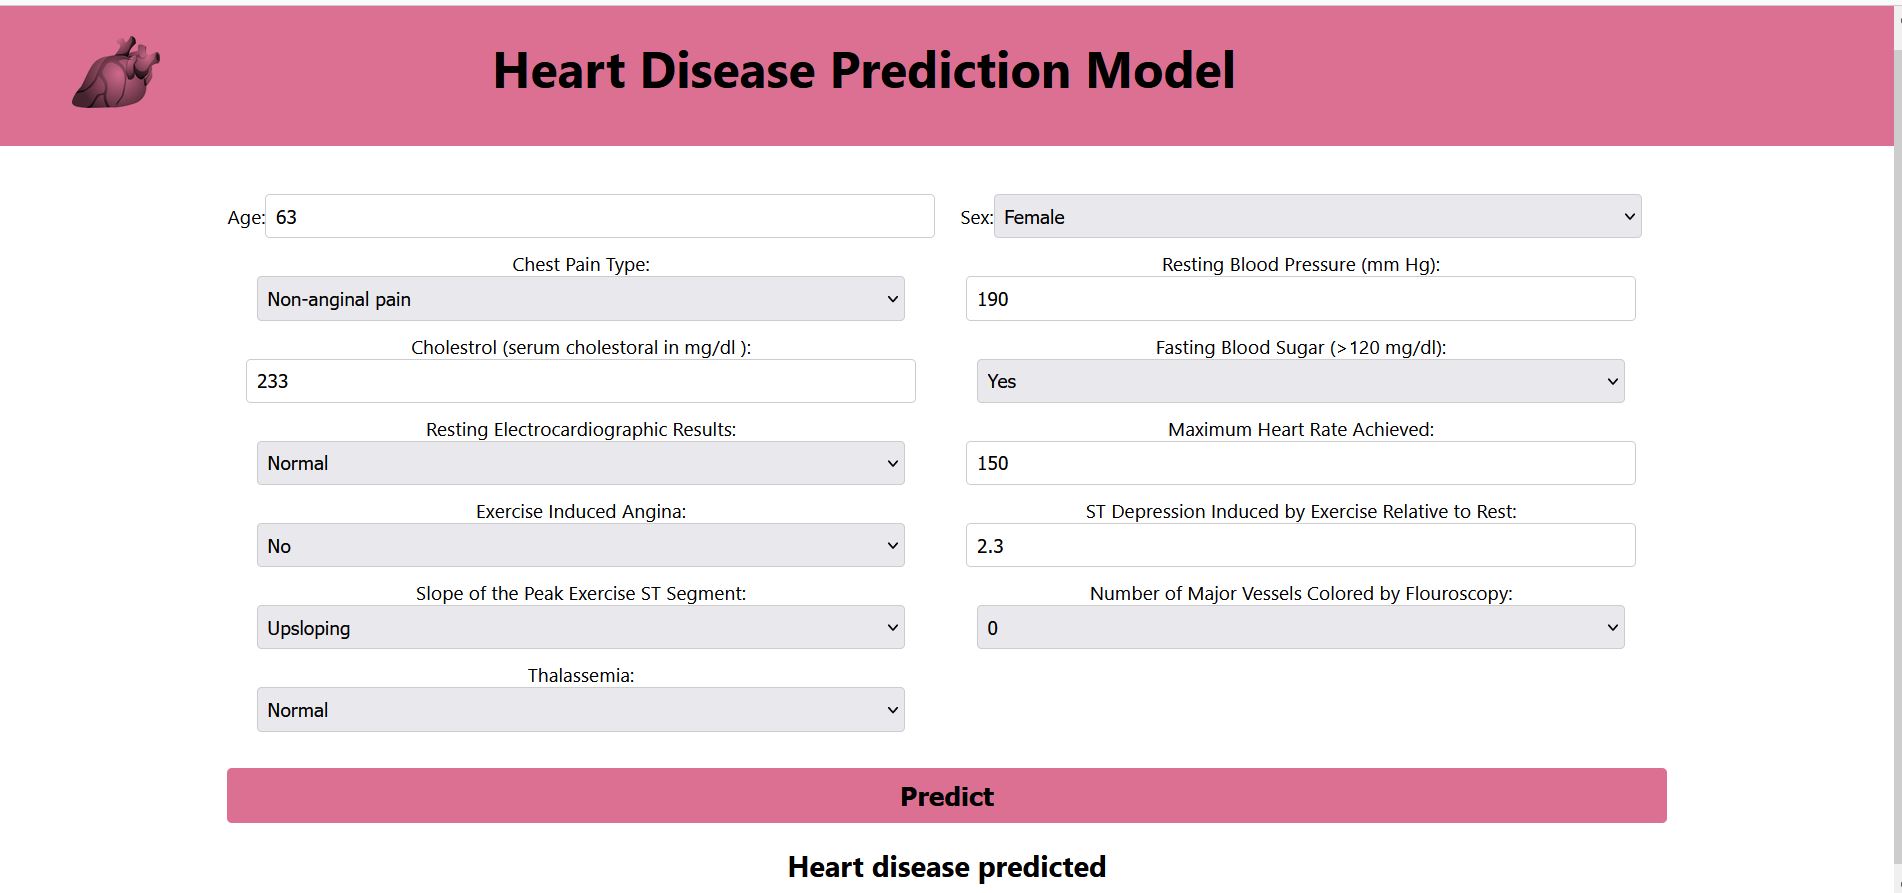 Heart Disease Prediction Model
Age: 63 Sex: Female
Chest Pain Type: Resting Blood Pressure (mm Hg):
Non-anginal pain 190
Cholestrol (serum cholestoral in mg/dl ): Fasting Blood Sugar (>120 mg/dl):
233 Yes
Resting Electrocardiographic Results: Maximum Heart Rate Achieved:
Normal 150
Exercise Induced Angina: ST Depression Induced by Exercise Relative to Rest:
No 2.3
Slope of the Peak Exercise ST Segment: Number of Major Vessels Colored by Flouroscopy:
Upsloping 0
Thalassemia:
Normal
Predict
Heart disease predicted